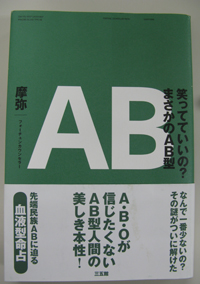 笑ってていいの?
まさかのAB型
AB
摩弥
なんで一番少ないの?
その謎がついに解けた
A・B・Oが
信じたくない
AB型人間の
美しき本性!
三五館
先端民族ABに迫る
血液型命占